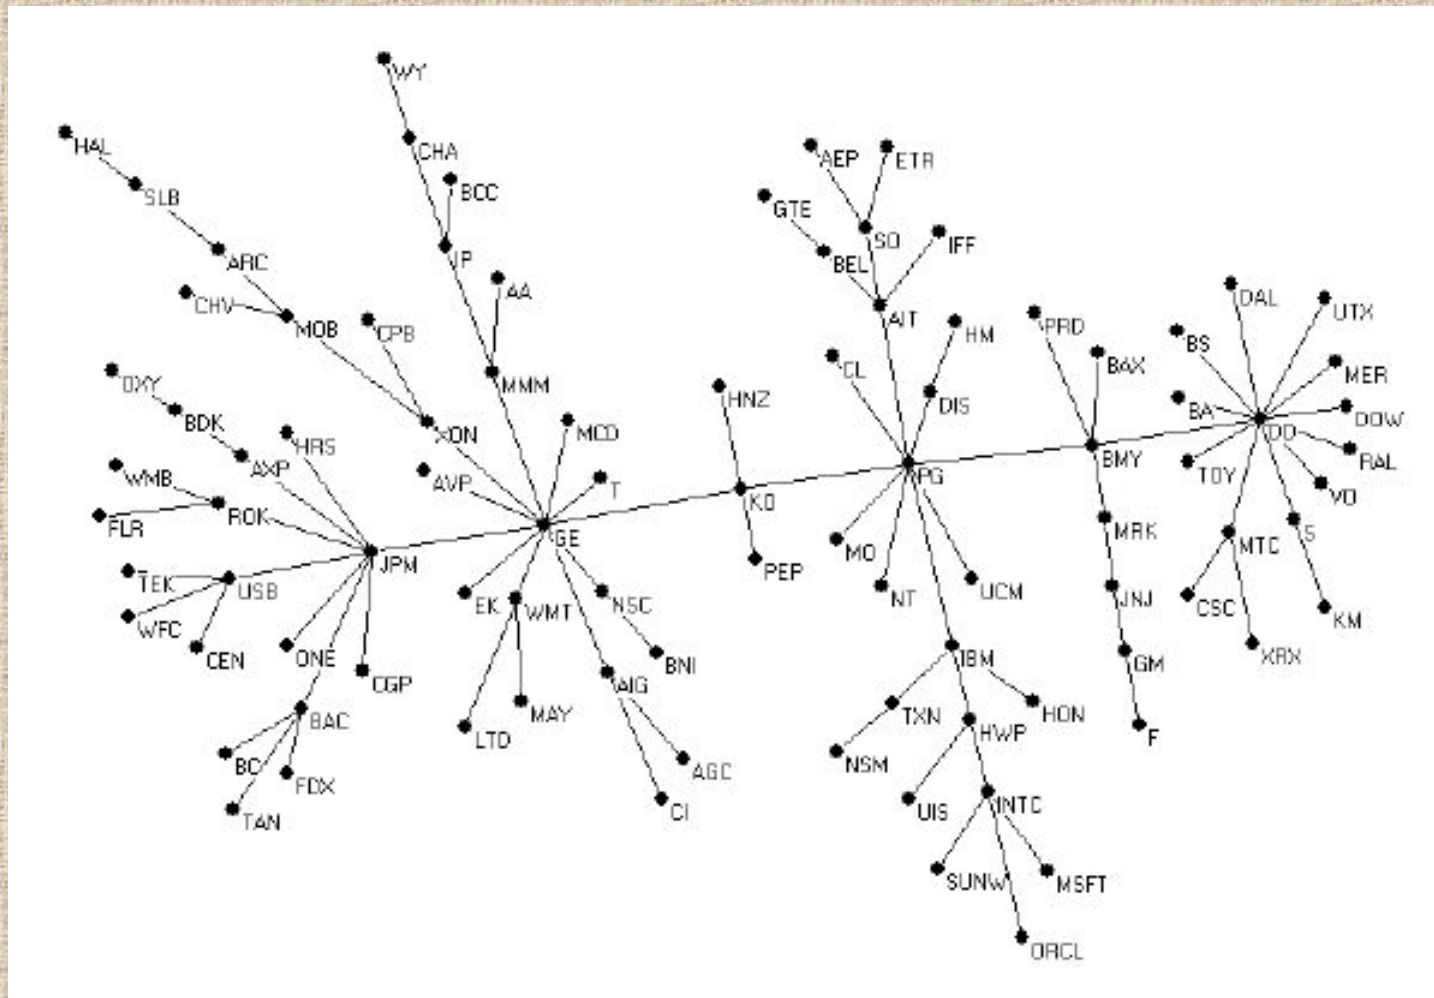 WY
HAL
CHA
AEP
ETR
BCC
SLB
GTE
SO
IFF
IP
BEL
ARC
AA
DAL
CHV
UTX
MOB
AIT
CPB
HM
PRD
BS
BAX
MER
OXY
MMM
CL
HNZ
DIS
BA
DOW
BDK
MCD
XON
DD
HRS
BMY
RAL
AXP
WMB
AVP
T
PG
TOY
VO
KO
ROK
FLR
GE
MRK
S
MO
MTC
JPM
PEP
TEK
USB
EK
WMT
NSC
NT
UCM
JNJ
CSC
KM
WFC
CEN
ONE
BNI
IBM
GM
XRX
CGP
AIG
BAC
MAY
TXN
HON
LTD
HWP
F
BC
NSM
AGC
FDX
TAN
CI
UIS
INTC
SUNW
MSFT
ORCL